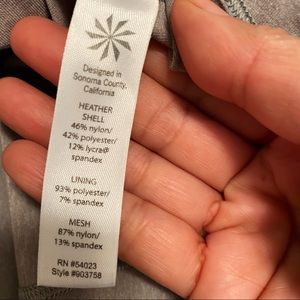 Designed in
Sonoma County,
California
HEATHER
SHELL
46% nylon/
42% polyester/
12% lycra®
spandex
LINING
93% polyester/
7% spandex
MESH
87% nylon/
13% spandex
RN #54023
Style #903758